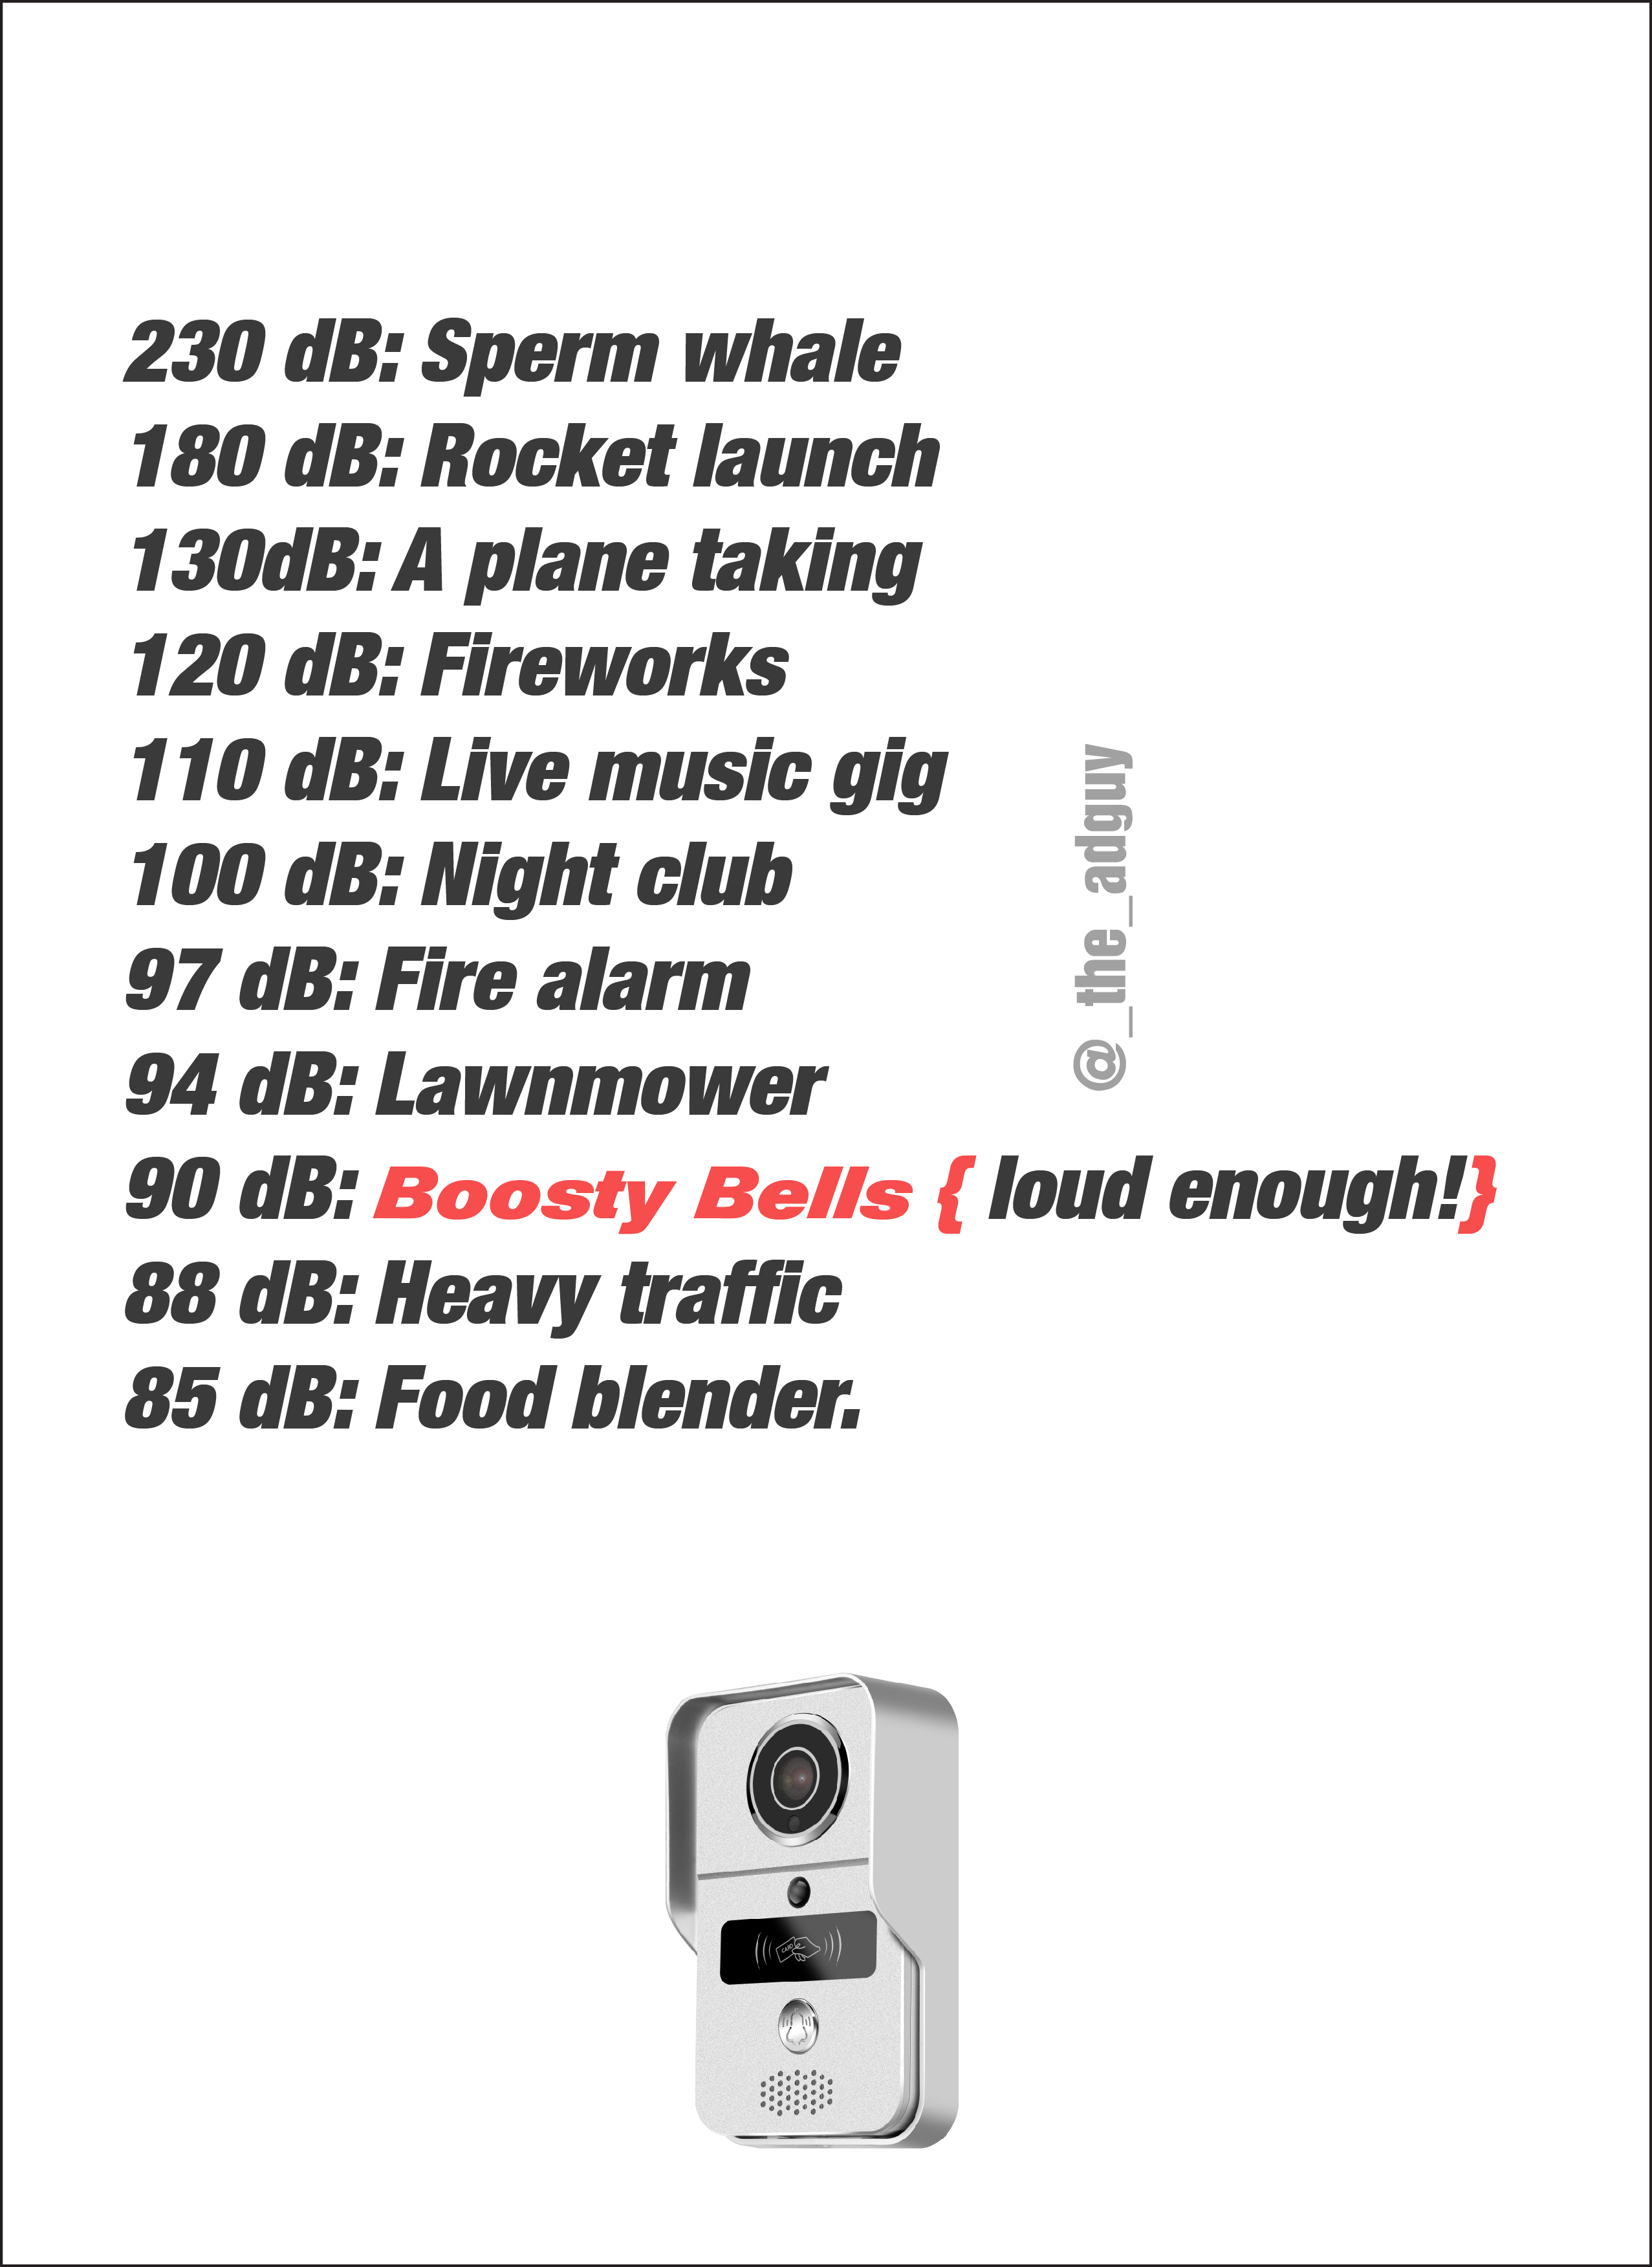 230 dB: Sperm whale
180 dB: Rocket launch
130dB: A plane taking
120 dB: Fireworks
110 dB: Live music gig
100 dB: Night club
97 dB: Fire alarm
94 dB: Lawnmower
90 dB: Boosty Bells { loud enough!}
88 dB: Heavy traffic
85 dB: Food blender.
@_the_adguy
CARD